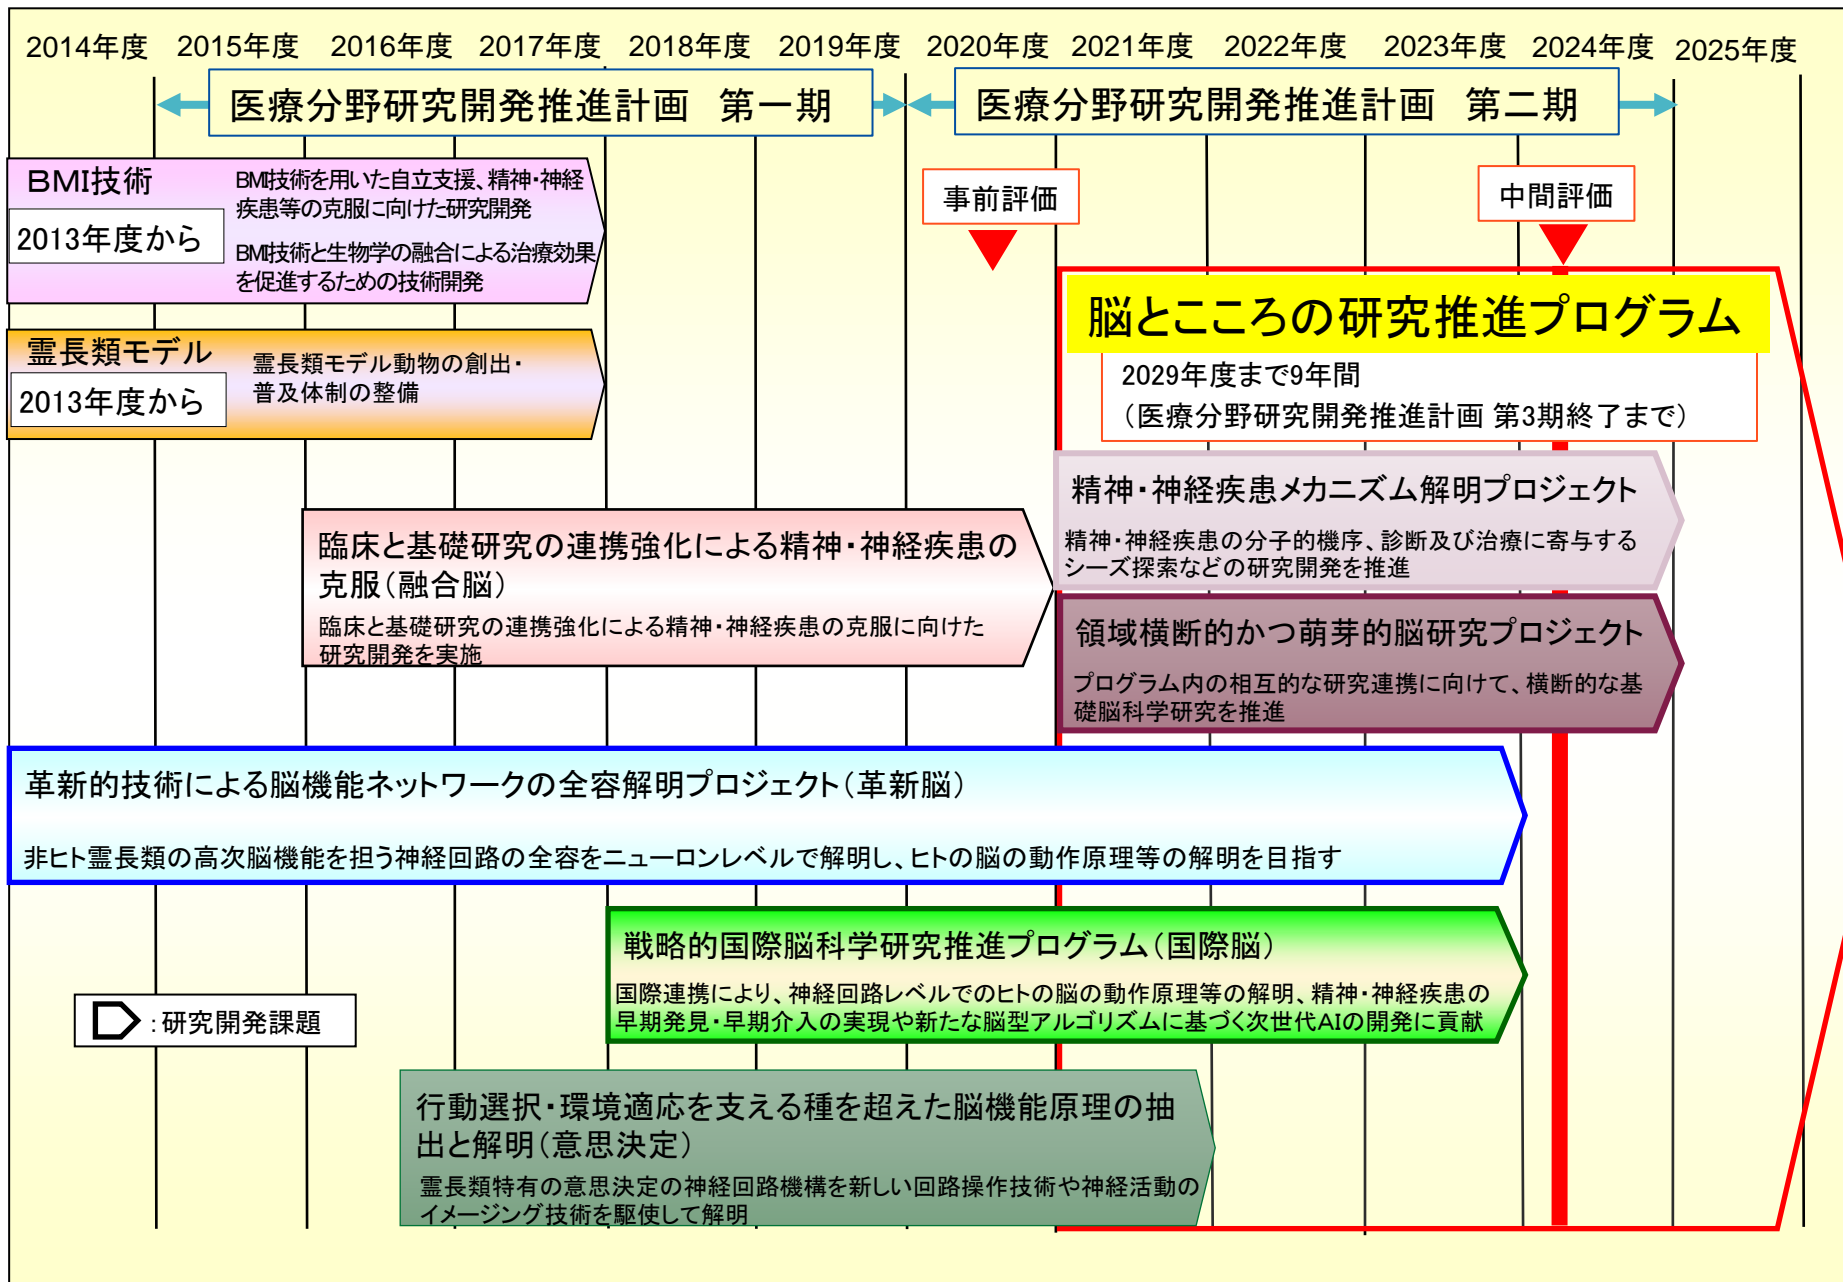 2014年度 2015年度 2016年度 2017年度 2018年度 2019年度 2020年度 2021年度 2022年度 2023年度 2024年度 2025年度
医療分野研究開発推進計画　第一期
医療分野研究開発推進計画　第二期
BMI技術
2013年度から
BMI技術を用いた自立支援、精神・神経
疾患等の克服に向けた研究開発
BMI技術と生物学の融合による治療効果
を促進するための技術開発
事前評価
中間評価
脳とこころの研究推進プログラム
2029年度まで9年間
（医療分野研究開発推進計画 第3期終了まで）
霊長類モデル
2013年度から
霊長類モデル動物の創出・
普及体制の整備
精神・神経疾患メカニズム解明プロジェクト
精神・神経疾患の分子的機序、診断及び治療に寄与する
シーズ探索などの研究開発を推進
臨床と基礎研究の連携強化による精神・神経疾患の
克服（融合脳）
臨床と基礎研究の連携強化による精神・神経疾患の克服に向けた
研究開発を実施
領域横断的かつ萌芽的脳研究プロジェクト
プログラム内の相互的な研究連携に向けて、横断的な基
礎脳科学研究を推進
革新的技術による脳機能ネットワークの全容解明プロジェクト（革新脳）
非ヒト霊長類の高次脳機能を担う神経回路の全容をニューロンレベルで解明し、ヒトの脳の動作原理等の解明を目指す
戦略的国際脳科学研究推進プログラム（国際脳）
国際連携により、神経回路レベルでのヒトの脳の動作原理等の解明、精神・神経疾患の
早期発見・早期介入の実現や新たな脳型アルゴリズムに基づく次世代AIの開発に貢献
：研究開発課題
行動選択・環境適応を支える種を超えた脳機能原理の抽
出と解明（意思決定）
霊長類特有の意思決定の神経回路機構を新しい回路操作技術や神経活動の
イメージング技術を駆使して解明